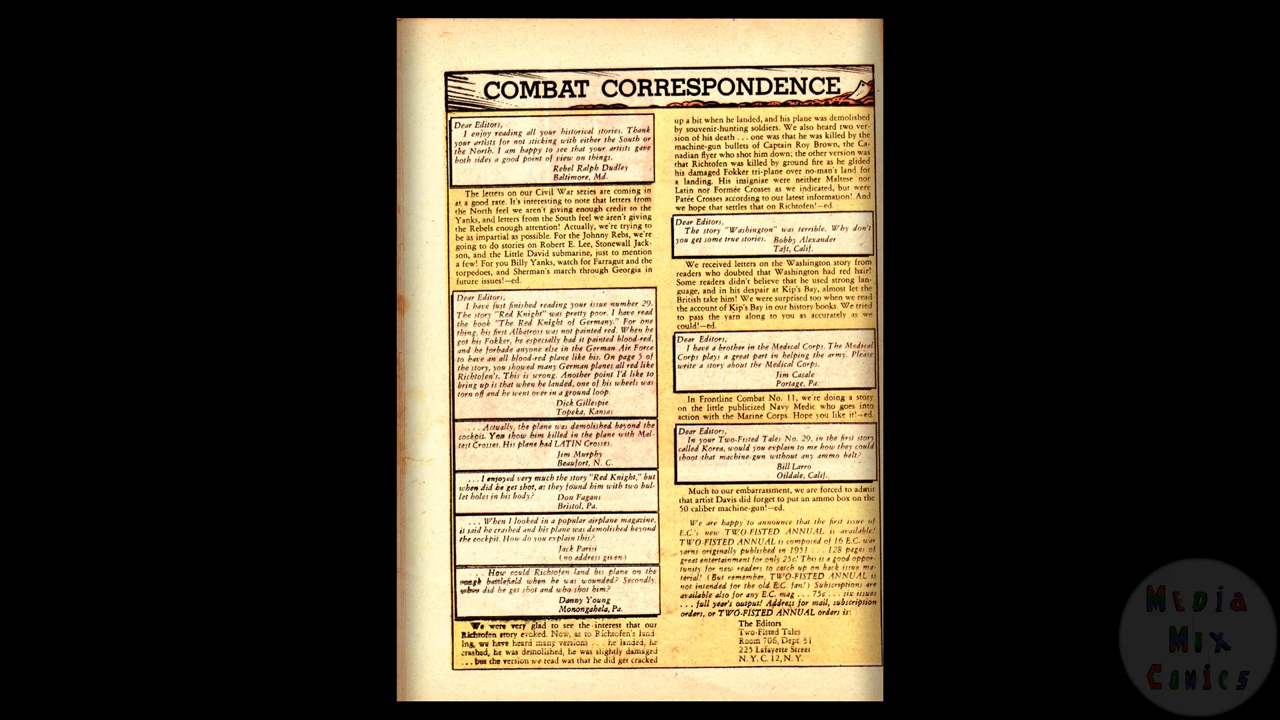 COMBAT CORRESPONDENCE
Dear Editors,
I enjoy reading all your historical stories. Thank
your artists for not sticking with either the South or
the North. I am happy to see that your artists gave
both sides a good point of view on things.
Rebel Ralph Dudley
Baltimore, Md.
The letters on our Civil War series are coming in
at a good rate. It's interesting to note that letters from
the North feel we aren't giving enough credit to the
Yanks, and letters from the South feel we aren't giving
the Rebels enough attention! Actually, we're trying to
be as impartial as possible. For the Johnny Rebs, we're
going to do stories on Robert E. Lee, Stonewall Jack-
son, and the Little David submarine, just to mention
a few! For you Billy Yanks, watch for Farragut and the
torpedoes, and Sherman's march through Georgia in
future issues!—ed.
Dear Editors,
I have just finished reading your issue number 29.
The story "Red Knight" was pretty poor. I have read
the book "The Red Knight of Germany." For one
thing, his first Albatross was not painted red. When he
got his Fokker, he especially had it painted blood-red,
and he forbade anyone else in the German Air Force
to have an all blood-red plane like his. On page 5 of
the story, you showed many German planes all red like
Richtofen's. This is wrong. Another point I'd like to
bring up is that when he landed, one of his wheels was
torn off and he went over in a ground loop.
Dick Gillespie
Topeka, Kansas
. . . Actually, the plane was demolished beyond the
cockpit. You show him killed in the plane with Mal-
test Crosses. His plane had LATIN Crosses.
Jim Murphy
Beaufort, N. C.
. . . I enjoyed very much the story "Red Knight," but
when did he get shot, as they found him with two bul-
let holes in his body?
Don Fagans
Bristol, Pa.
. . . When I looked in a popular airplane magazine,
it said he crashed and his plane was demolished beyond
the cockpit. How do you explain this?
Jack Parisi
(no address given)
. . . How could Richtofen land his plane on the
rough battlefield when he was wounded? Secondly,
when did he get shot and who shot him?
Danny Young
Monongahela, Pa.
We were very glad to see the interest that our
Richtofen story evoked. Now, as to Richtofen's land-
ing, we have heard many versions . . . he landed, he
crashed, he was demolished, he was slightly damaged
. . . but the version we read was that he did get cracked
up a bit when he landed, and his plane was demolished
by souvenir-hunting soldiers. We also heard two ver-
sion of his death . . . one was that he was killed by the
machine-gun bullets of Captain Roy Brown, the Ca-
nadian flyer who shot him down; the other version was
that Richtofen was killed by ground fire as he glided
his damaged Fokker tri-plane over no-man's land for
a landing. His insigniae were neither Maltese nor
Latin nor Formée Crosses as we indicated, but were
Patée Crosses according to our latest information! And
we hope that settles that on Richtofen!—ed.
Dear Editors,
The story "Washington" was terrible. Why don't
you get some true stories.
Bobby Alexander
Taft, Calif.
We received letters on the Washington story from
readers who doubted that Washington had red hair!
Some readers didn't believe that he used strong lan-
guage, and in his despair at Kip's Bay, almost let the
British take him! We were surprised too when we read
the account of Kip's Bay in our history books. We tried
to pass the yarn along to you as accurately as we
could!—ed.
Dear Editors,
I have a brother in the Medical Corps. The Medical
Corps plays a great part in helping the army. Please
write a story about the Medical Corps.
Jim Casale
Portage, Pa.
In Frontline Combat No. 11, we're doing a story
on the little publicized Navy Medic who goes into
action with the Marine Corps. Hope you like it!—ed.
Dear Editors,
In your Two-Fisted Tales No. 29, in the first story
called Korea, would you explain to me how they could
shoot that machine-gun without any ammo belt?
Bill Larro
Oildale, Calif.
Much to our embarrassment, we are forced to admit
that artist Davis did forget to put an ammo box on the
50 caliber machine-gun!—ed.
We are happy to announce that the first issue of
E.C.'s new TWO-FISTED ANNUAL is available!
TWO-FISTED ANNUAL is composed of 16 E.C. war
yarns originally published in 1951 . . . 128 pages of
great entertainment for only 25c! This is a good oppor-
tunity for new readers to catch up on back issue ma-
terial! (But remember, TWO-FISTED ANNUAL is
not intended for the old E.C. fan!) Subscriptions are
available also for any E.C. mag . . . 75c . . . six issues
. . . full year's output! Address for mail, subscription
orders, or TWO-FISTED ANNUAL orders is:
The Editors
Two-Fisted Tales
Room 706, Dept. 31
225 Lafayette Street
N. Y. C. 12, N. Y.
Media
Mix
Comics